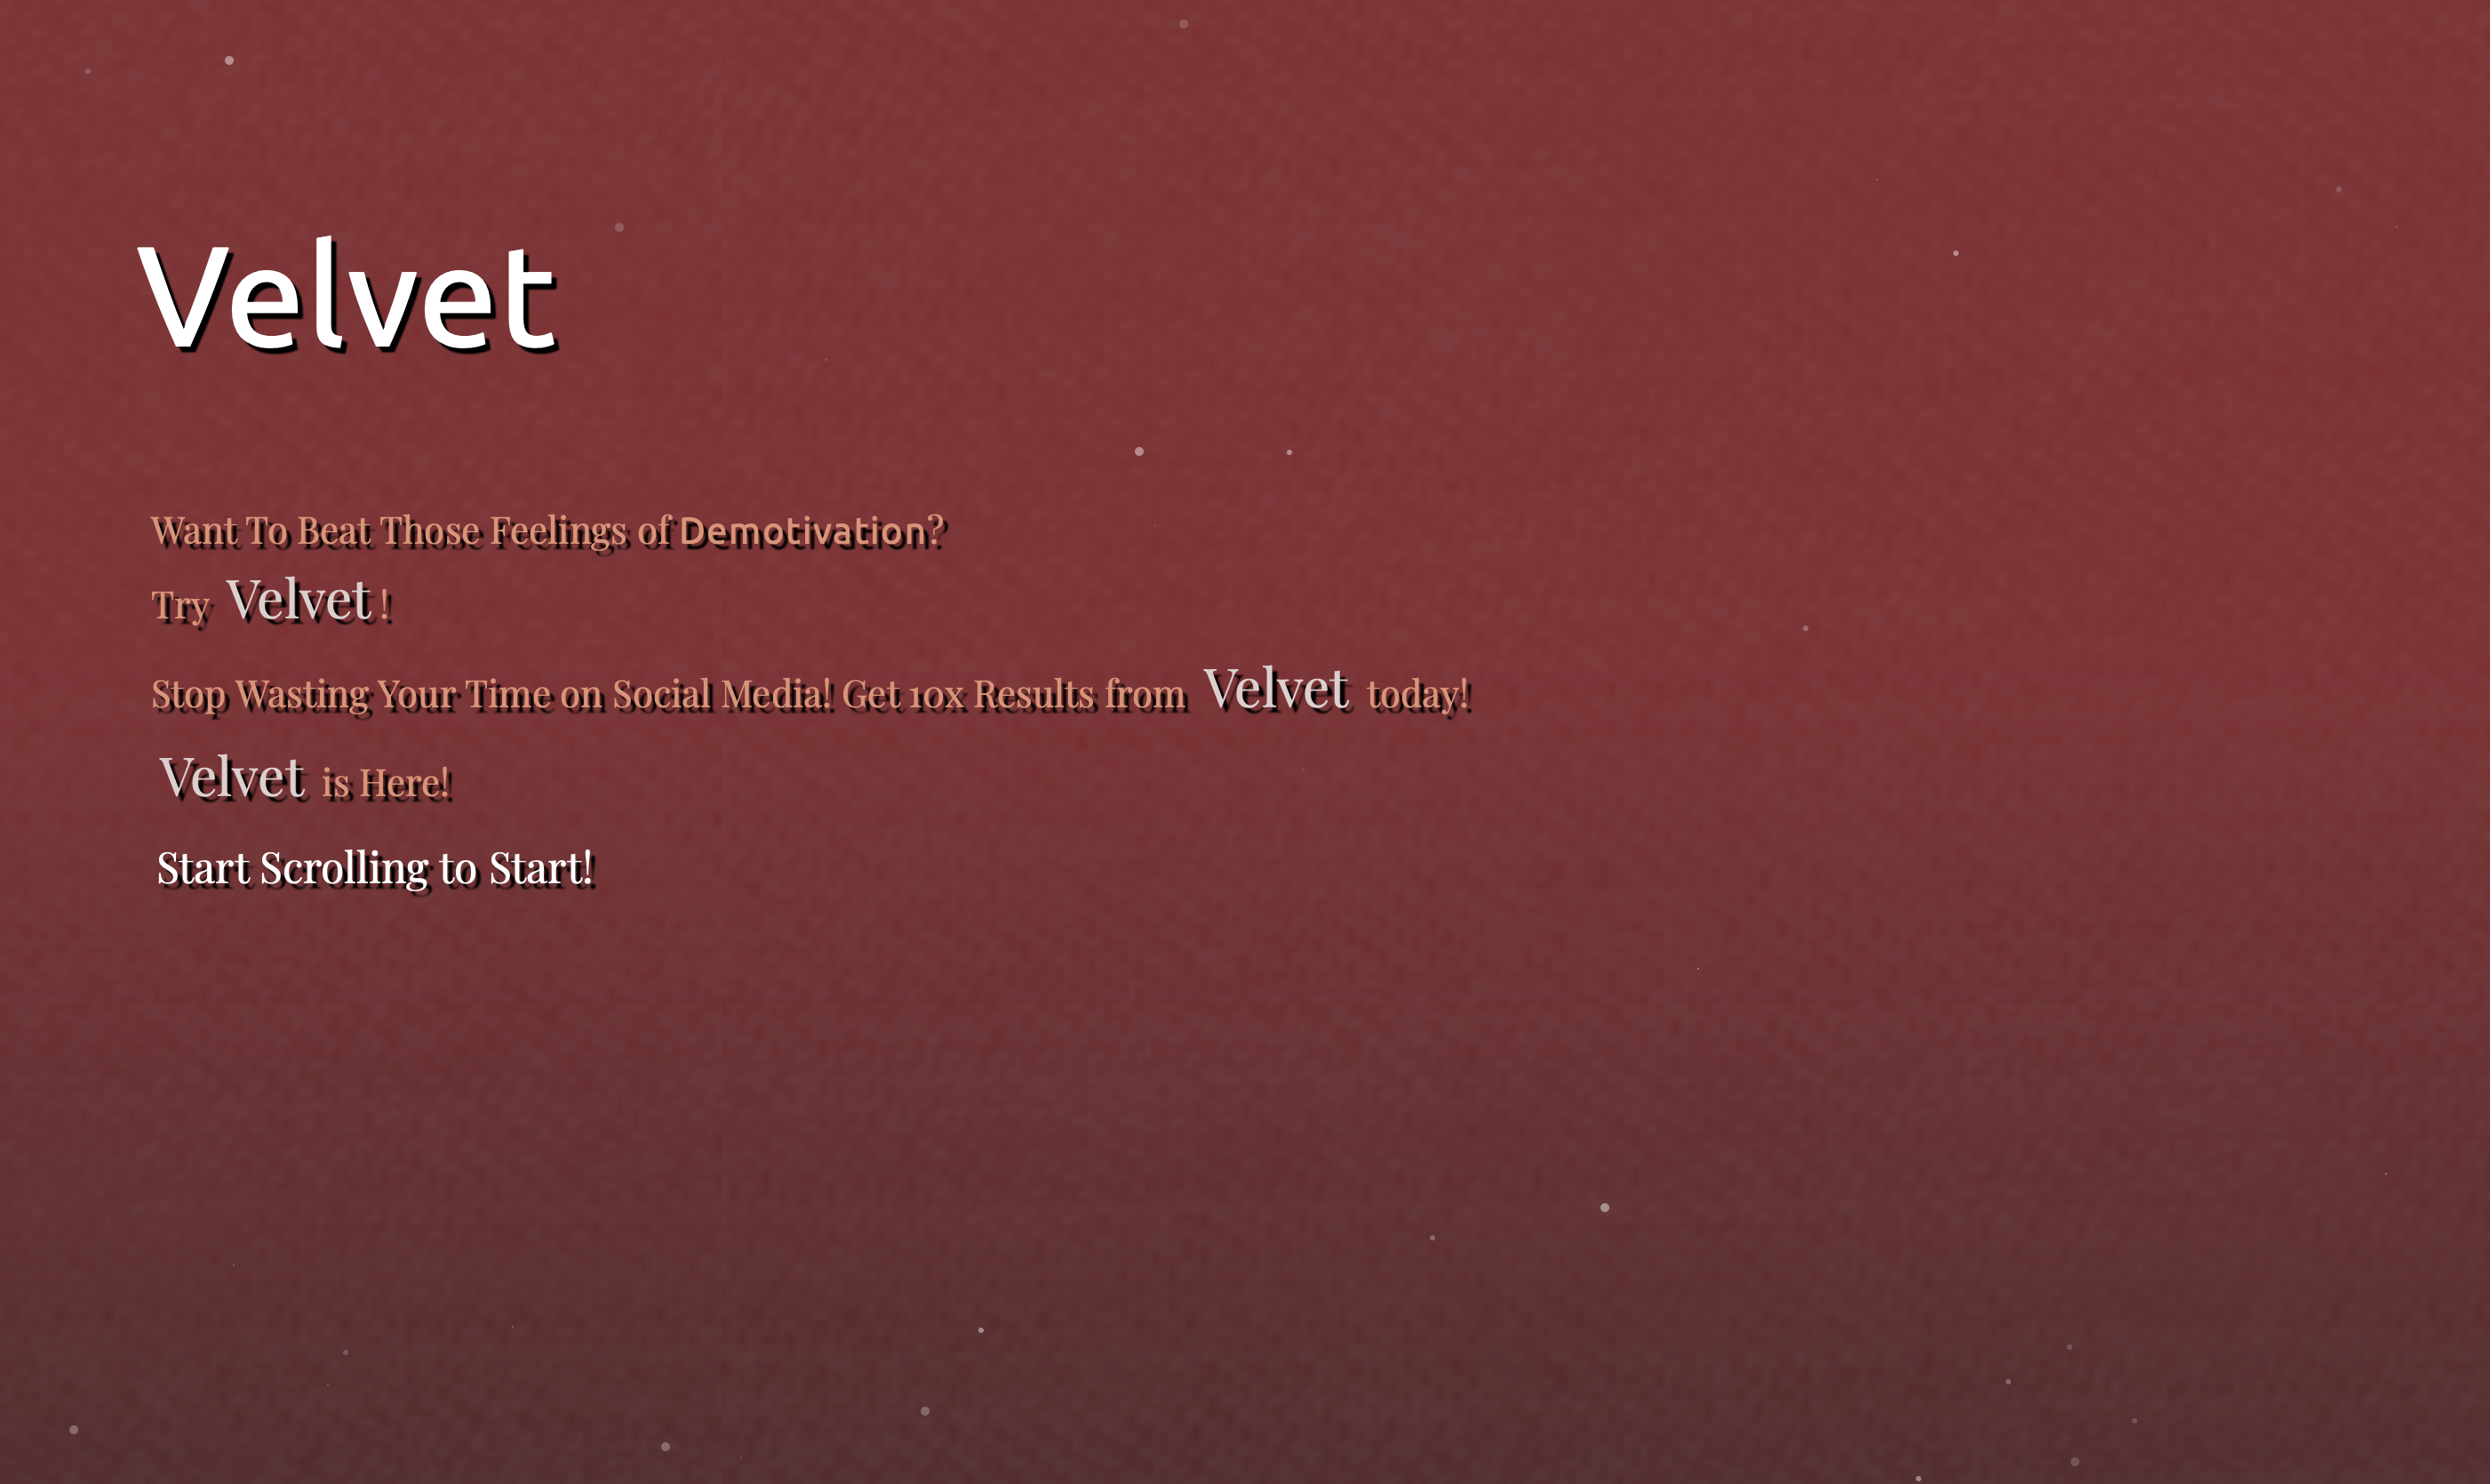 Velvet
Want To Beat Those Feelings of Demotivation?
Try Velvet!
Stop Wasting Your Time on Social Media! Get 10x Results from Velvet today!
Velvet is Here!
Start Scrolling to Start!